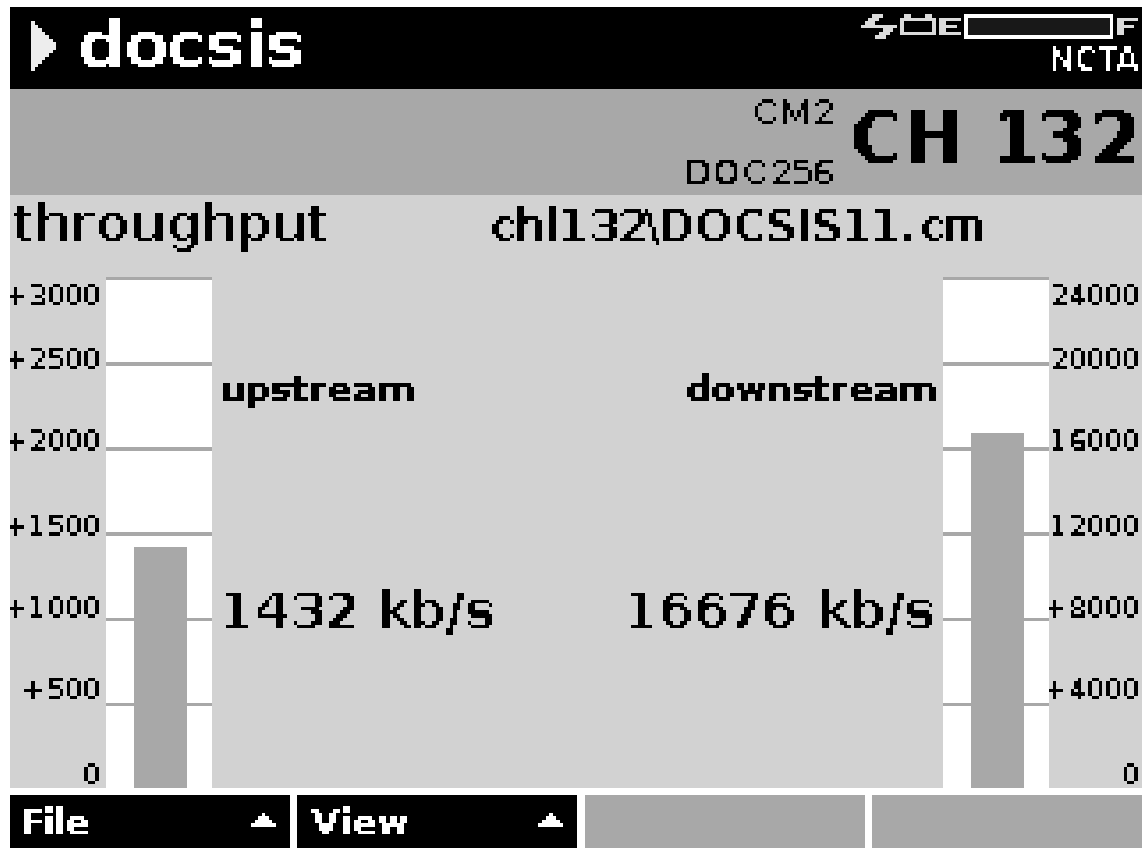 docsis
E F
NCTA
CM2
CH 132
DOC256
throughput chl132\DOCSIS11.cm
+3000 24000
+2500 20000
upstream downstream
+2000 16000
+1500 12000
+1000 1432 kb/s 16676 kb/s +8000
+500 +4000
0 0
File View